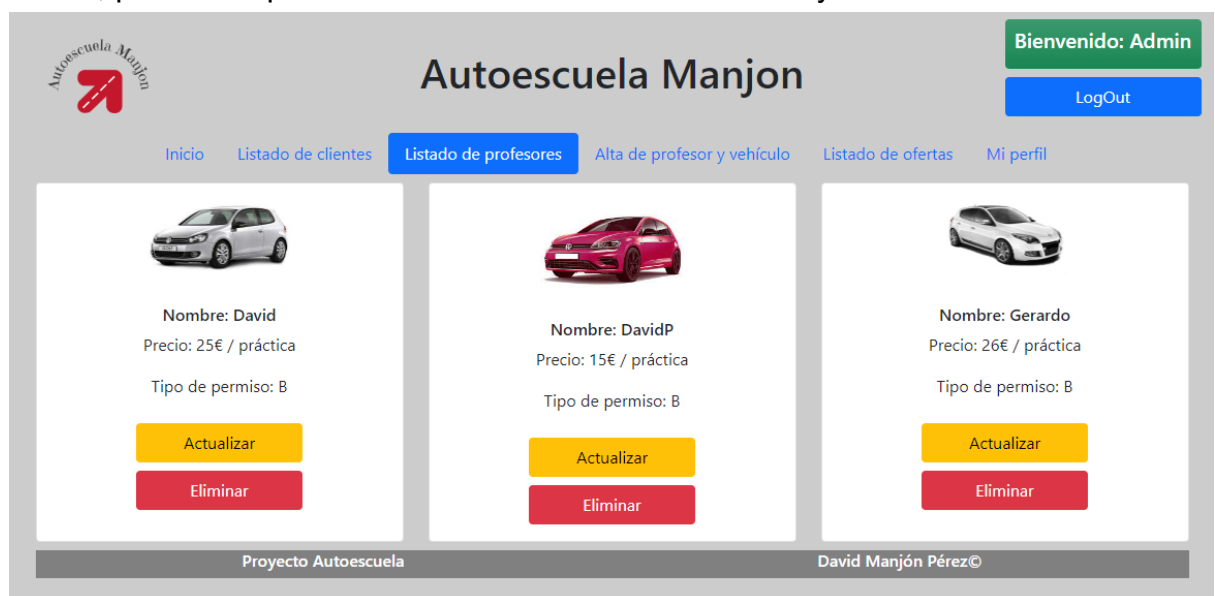 Autoescuela Manjon
Autoescuela Manjon
Bienvenido: Admin
LogOut
Inicio Listado de clientes Listado de profesores Alta de profesor y vehículo Listado de ofertas Mi perfil
Nombre: David
Precio: 25€ / práctica
Tipo de permiso: B
Actualizar
Eliminar
Nombre: DavidP
Precio: 15€ / práctica
Tipo de permiso: B
Actualizar
Eliminar
Nombre: Gerardo
Precio: 26€ / práctica
Tipo de permiso: B
Actualizar
Eliminar
Proyecto Autoescuela David Manjón Pérez©